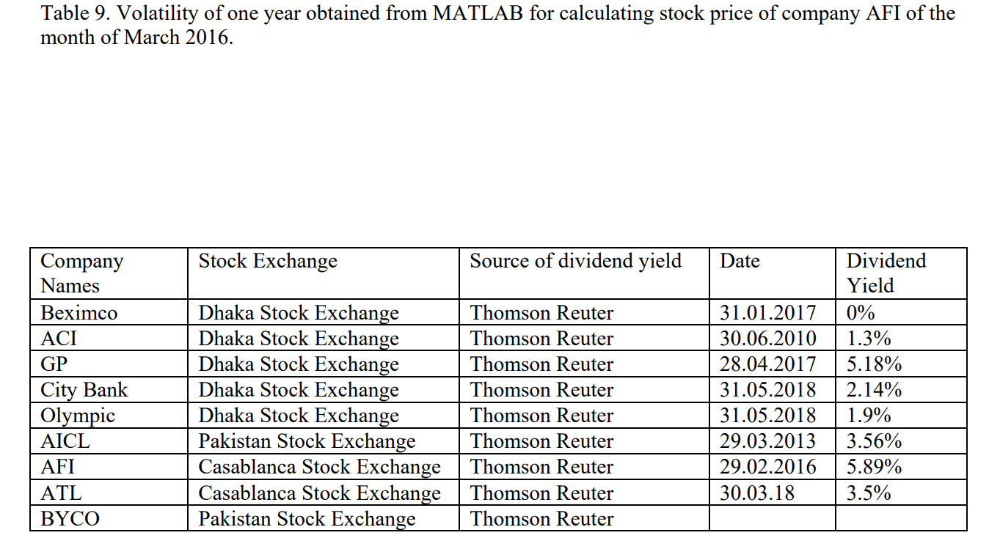 Table 9. Volatility of one year obtained from MATLAB for calculating stock price of company AFI of the
month of March 2016.
Company Names | Stock Exchange | Source of dividend yield | Date | Dividend Yield
Beximco | Dhaka Stock Exchange | Thomson Reuter | 31.01.2017 | 0%
ACI | Dhaka Stock Exchange | Thomson Reuter | 30.06.2010 | 1.3%
GP | Dhaka Stock Exchange | Thomson Reuter | 28.04.2017 | 5.18%
City Bank | Dhaka Stock Exchange | Thomson Reuter | 31.05.2018 | 2.14%
Olympic | Dhaka Stock Exchange | Thomson Reuter | 31.05.2018 | 1.9%
AICL | Pakistan Stock Exchange | Thomson Reuter | 29.03.2013 | 3.56%
AFI | Casablanca Stock Exchange | Thomson Reuter | 29.02.2016 | 5.89%
ATL | Casablanca Stock Exchange | Thomson Reuter | 30.03.18 | 3.5%
BYCO | Pakistan Stock Exchange | Thomson Reuter